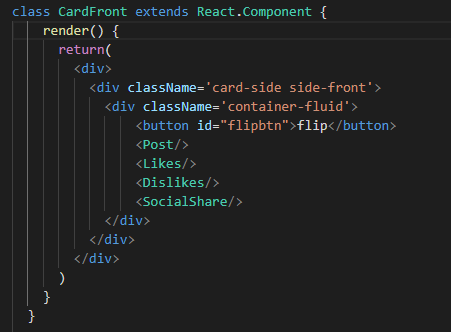 class CardFront extends React.Component {
render() {
return(
<div>
<div className='card-side side-front'>
<div className='container-fluid'>
<button id="flipbtn">flip</button>
<Post/>
<Likes/>
<Dislikes/>
<SocialShare/>
</div>
</div>
</div>
)
}
}